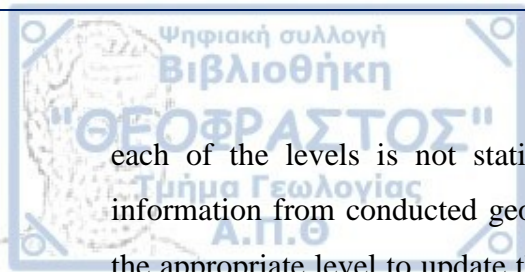 Ψηφιακή συλλογή
Βιβλιοθήκη
"ΘΕΟΦΡΑΣΤΟΣ"
each of the levels is not stati
Τμήμα Γεωλογίας
information from conducted geo
Α.Π.Θ
the appropriate level to update t